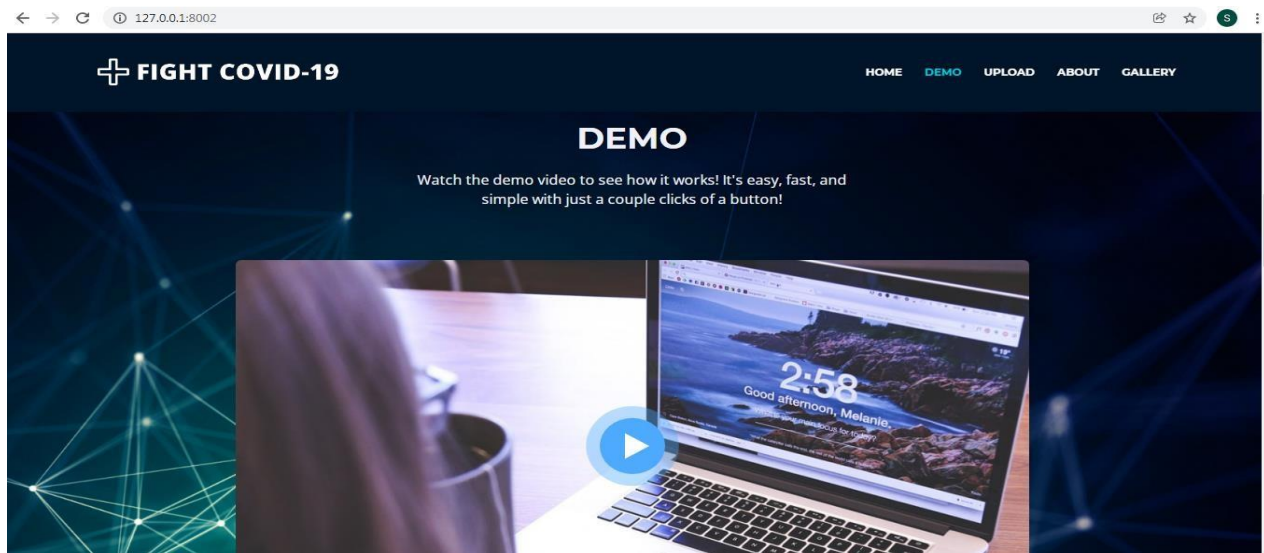 127.0.0.1:8002
S
FIGHT COVID-19
HOME DEMO UPLOAD ABOUT GALLERY
DEMO
Watch the demo video to see how it works! It's easy, fast, and
simple with just a couple clicks of a button!
2:58
Good afternoon, Melanie.